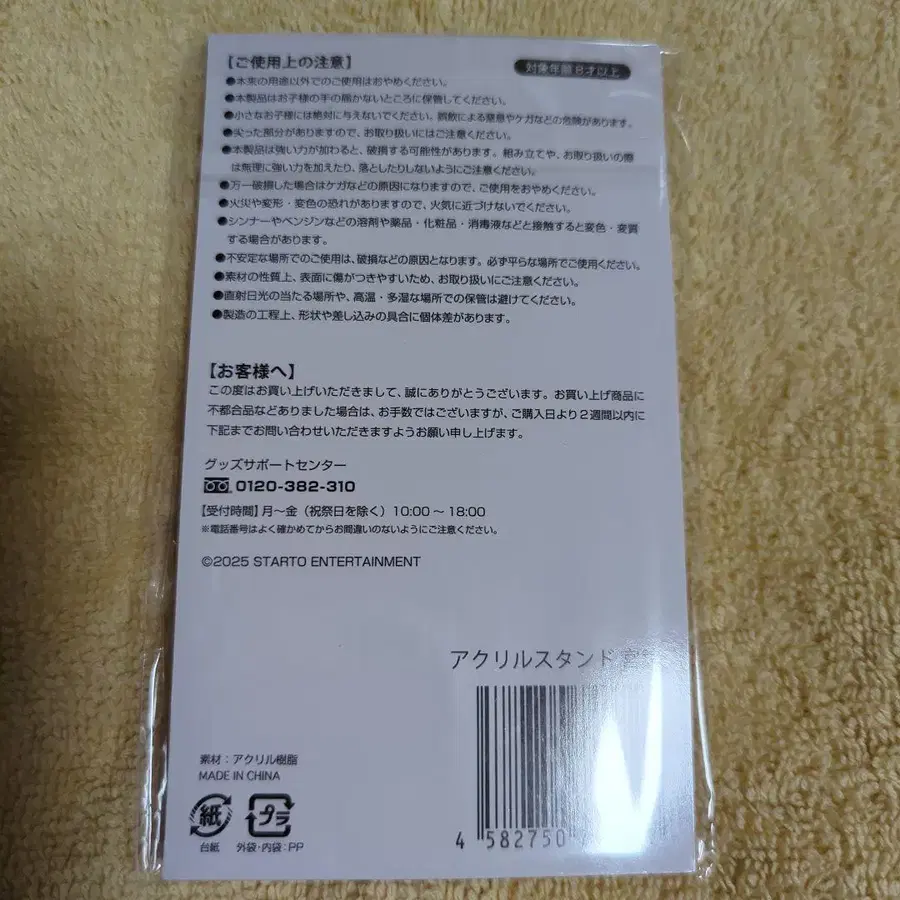 【ご使用上の注意】
対象年齢8才以上
●本来の用途以外でのご使用はおやめください。
●本製品はお子様の手の届かないところに保管してください。
●小さなお子様には絶対に与えないでください。誤飲による窒息やケガなどの危険があります。
●尖った部分がありますので、お取り扱いにはご注意ください。
●本製品は強い力が加わると、破損する可能性があります。組み立てや、お取り扱いの際
は無理に強い力を加えたり、落としたりしないようにご注意ください。
●万一破損した場合はケガなどの原因になりますので、ご使用をおやめください。
●火災や変形・変色の恐れがありますので、火気に近づけないでください。
●シンナーやベンジンなどの溶剤や薬品・化粧品・消毒液などと接触すると変色・変質
する場合があります。
●不安定な場所でのご使用は、破損などの原因となります。必ず平らな場所でご使用ください。
●素材の性質上、表面に傷がつきやすいため、お取り扱いにご注意ください。
●直射日光の当たる場所や、高温・多湿な場所での保管は避けてください。
●製造の工程上、形状や差し込みの具合に個体差があります。
【お客様へ】
この度はお買い上げいただきまして、誠にありがとうございます。お買い上げ商品に
不都合品などありました場合は、お手数ではございますが、ご購入日より2週間以内に
下記までお問い合わせいただきますようお願い申し上げます。
グッズサポートセンター
0120-382-310
【受付時間】月〜金（祝祭日を除く）10:00〜18:00
※電話番号はよく確かめてからお間違いのないようにご注意ください。
©2025 STARTO ENTERTAINMENT
アクリルスタンド
素材：アクリル樹脂
MADE IN CHINA
紙
プラ
台紙
外袋・内袋：PP
4 582750